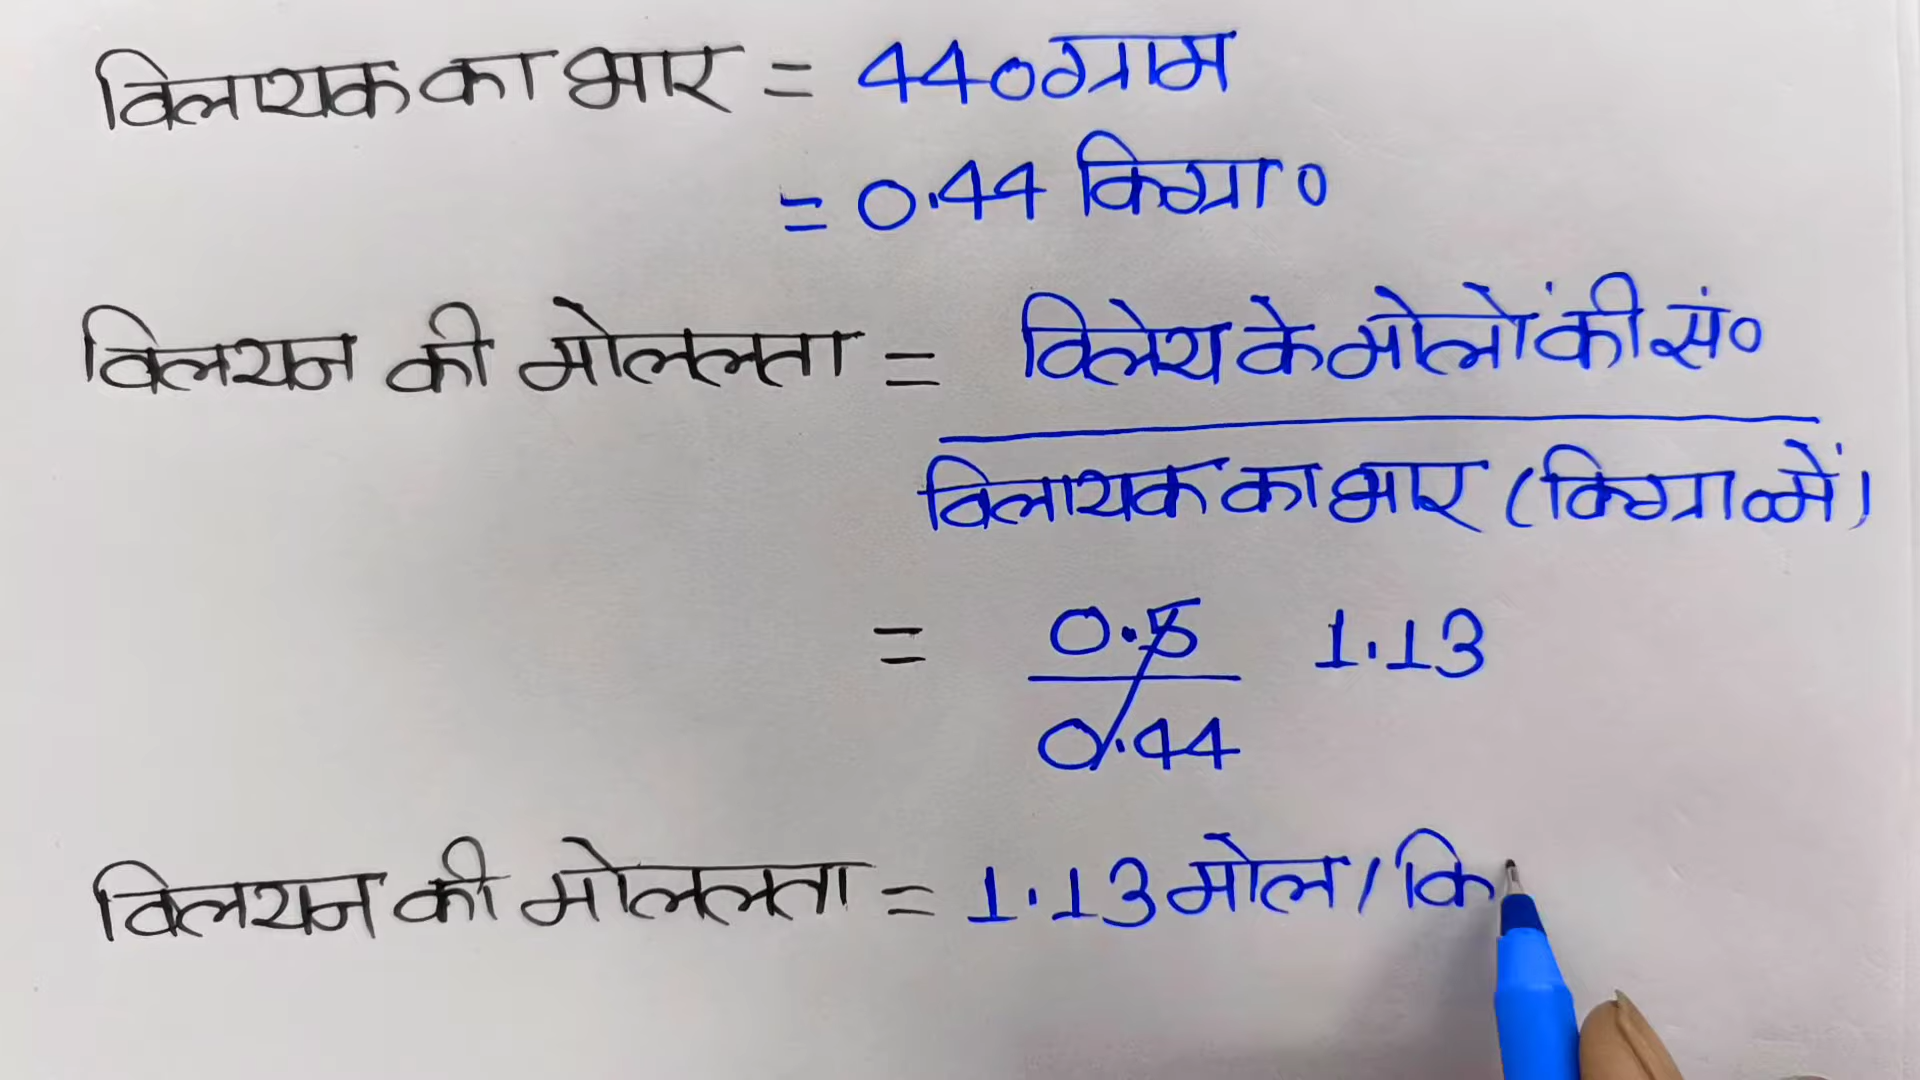 विलायक का भार = 440 ग्राम
= 0.44 किग्रा०
विलयन की मोललता = विलेय के मोलों की सं०
विलायक का भार (किग्रा० में)
= 0.5 1.13
0.44
विलयन की मोललता = 1.13 मोल / कि